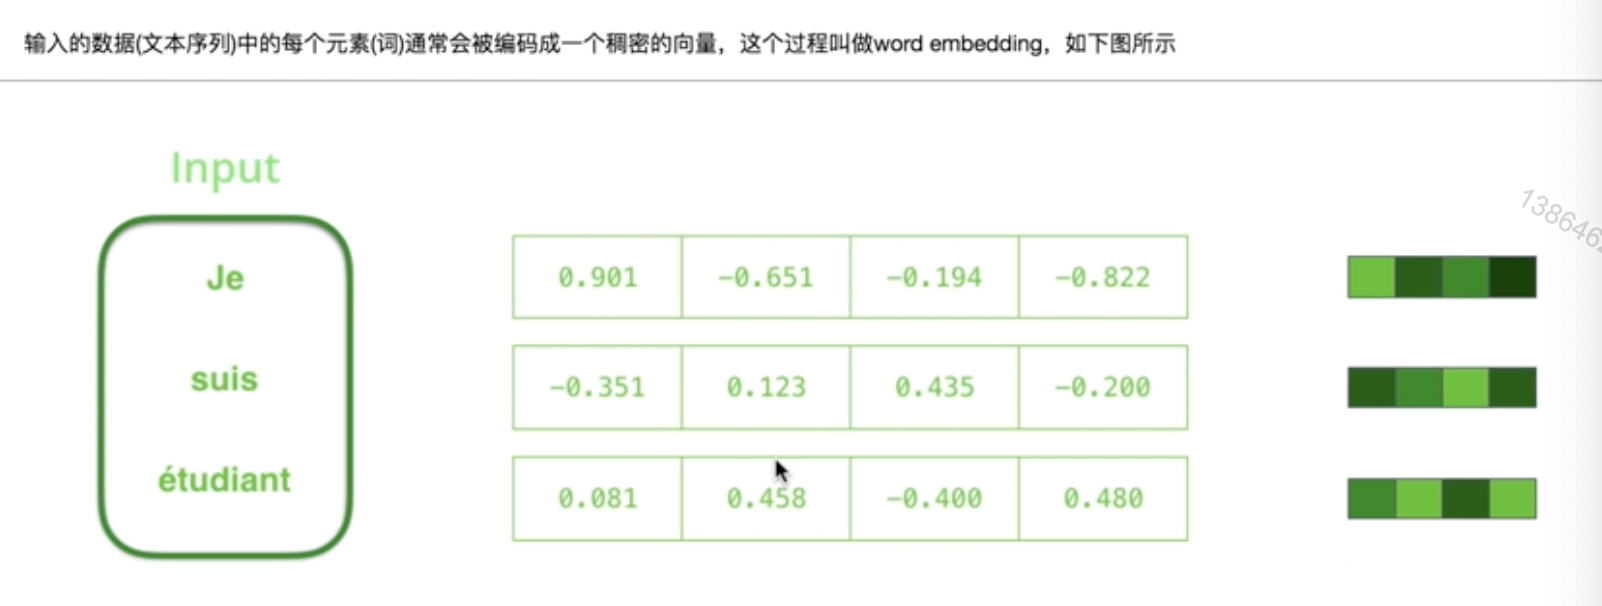 输入的数据(文本序列)中的每个元素(词)通常会被编码成一个稠密的向量，这个过程叫做word embedding，如下图所示
Input
Je 0.901 −0.651 −0.194 −0.822
suis −0.351 0.123 0.435 −0.200
étudiant 0.081 0.458 −0.400 0.480